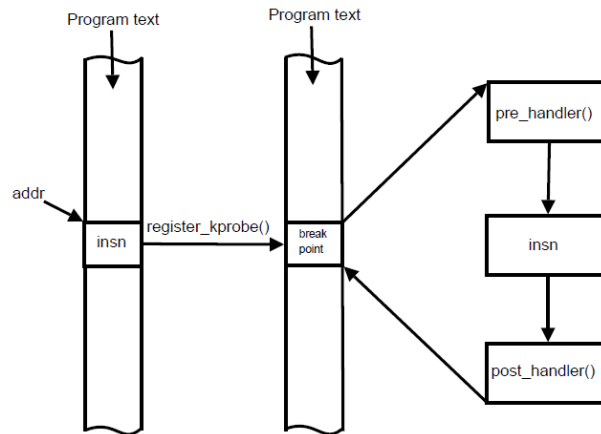 Program text
Program text
pre_handler()
addr
insn
register_kprobe()
break
point
insn
post_handler()